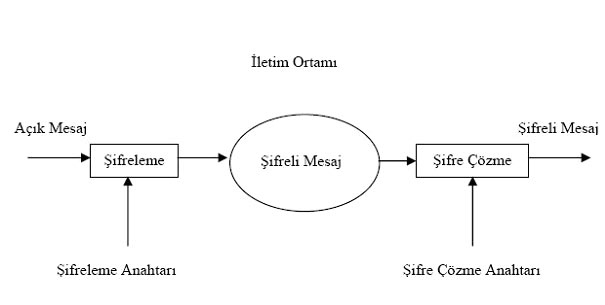 İletim Ortamı
Açık Mesaj
Şifreli Mesaj
Şifreleme
Şifreli Mesaj
Şifre Çözme
Şifreleme Anahtarı
Şifre Çözme Anahtarı